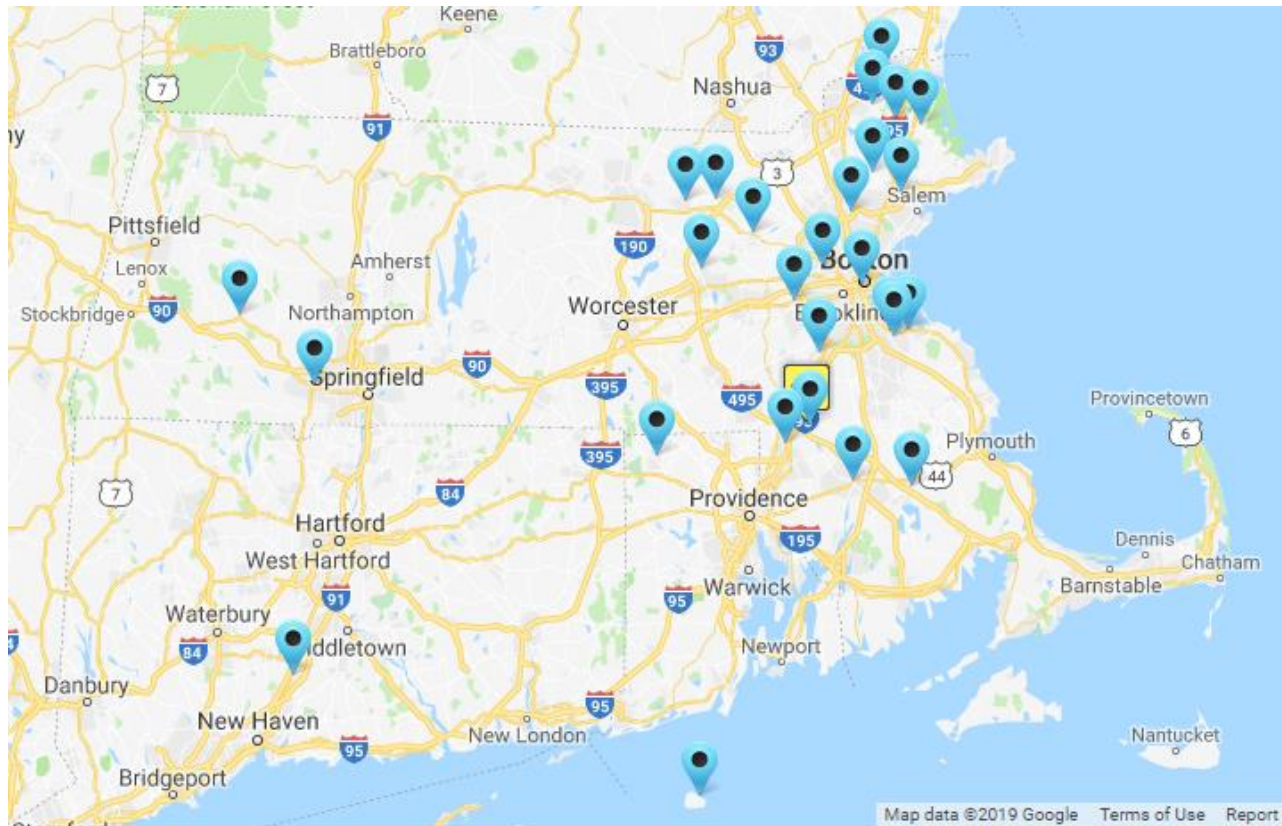 Keene
93
Brattleboro
Nashua
7
91
95
3
Salem
Pittsfield
190
Lenox
Amherst
90
Stockbridge
Northampton
Worcester
Springfield
90
395
495
Provincetown
6
395
Plymouth
44
84
7
Providence
Hartford
195
West Hartford
Dennis
Chatham
91
Warwick
Barnstable
95
Waterbury
Middletown
84
Newport
Danbury
95
New Haven
New London
Nantucket
95
Bridgeport
Map data ©2019 Google Terms of Use Report